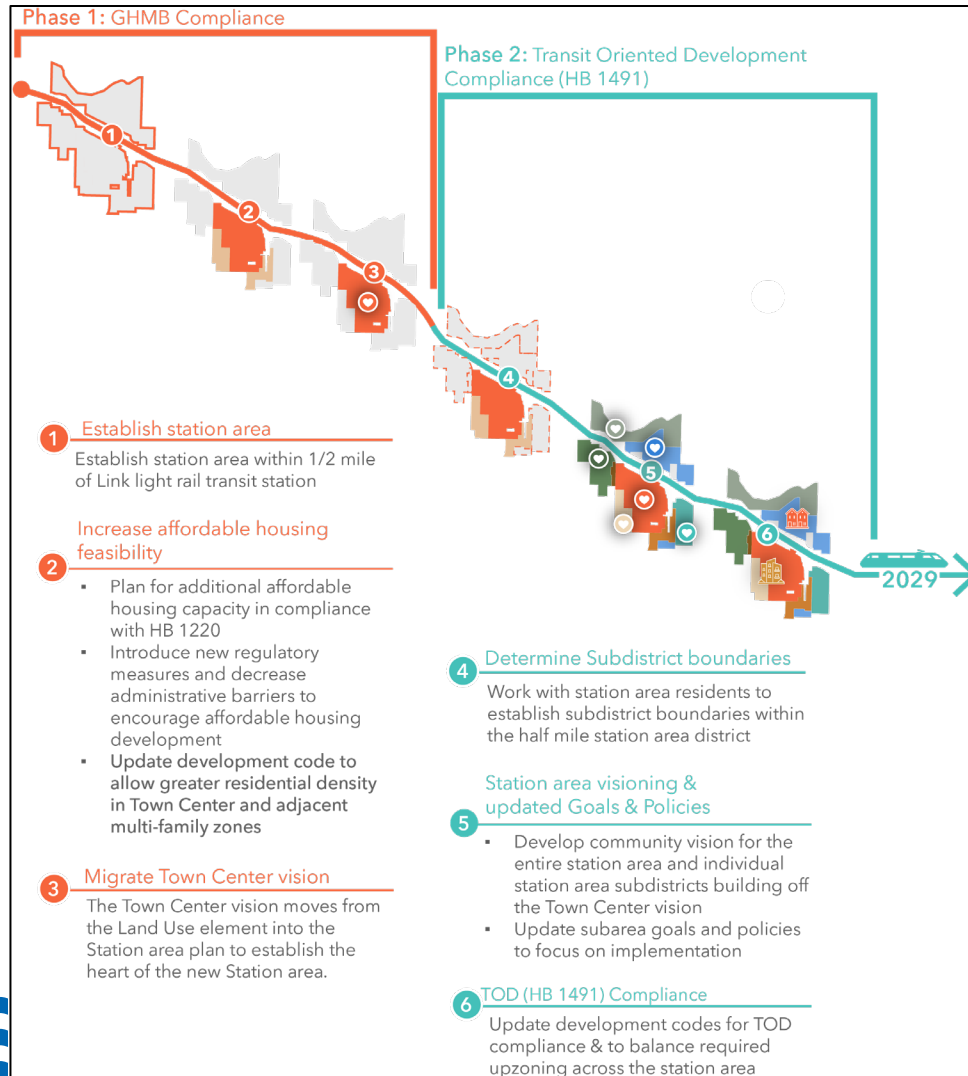 Phase 1: GHMB Compliance
Phase 2: Transit Oriented Development
Compliance (HB 1491)
1
2
3
4
5
6
2029
1
Establish station area
Establish station area within 1/2 mile
of Link light rail transit station
Increase affordable housing
feasibility
2
▪ Plan for additional affordable
housing capacity in compliance
with HB 1220
▪ Introduce new regulatory
measures and decrease
administrative barriers to
encourage affordable housing
development
▪ Update development code to
allow greater residential density
in Town Center and adjacent
multi-family zones
3
Migrate Town Center vision
The Town Center vision moves from
the Land Use element into the
Station area plan to establish the
heart of the new Station area.
4
Determine Subdistrict boundaries
Work with station area residents to
establish subdistrict boundaries within
the half mile station area district
Station area visioning &
updated Goals & Policies
5
▪ Develop community vision for the
entire station area and individual
station area subdistricts building off
the Town Center vision
▪ Update subarea goals and policies
to focus on implementation
6
TOD (HB 1491) Compliance
Update development codes for TOD
compliance & to balance required
upzoning across the station area